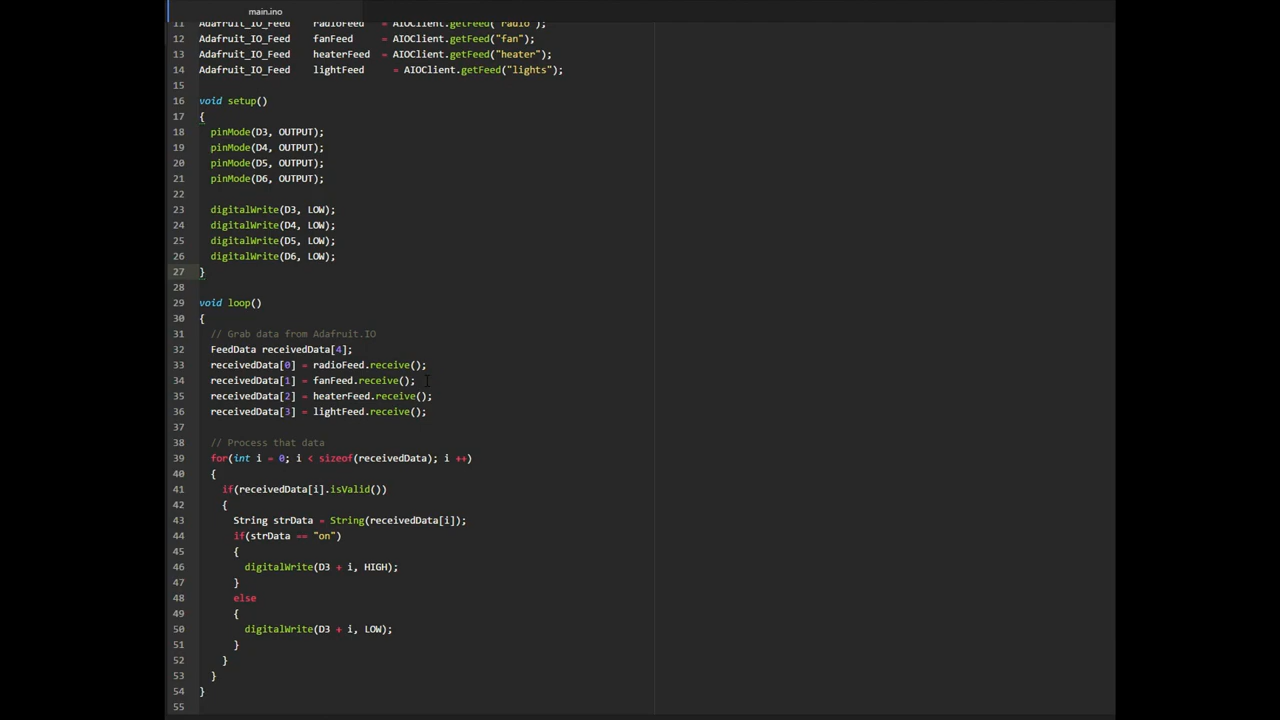 main.ino
11 Adafruit_IO_Feed radioFeed = AIOClient.getFeed("radio");
12 Adafruit_IO_Feed fanFeed = AIOClient.getFeed("fan");
13 Adafruit_IO_Feed heaterFeed = AIOClient.getFeed("heater");
14 Adafruit_IO_Feed lightFeed = AIOClient.getFeed("lights");
15
16 void setup()
17 {
18 pinMode(D3, OUTPUT);
19 pinMode(D4, OUTPUT);
20 pinMode(D5, OUTPUT);
21 pinMode(D6, OUTPUT);
22
23 digitalWrite(D3, LOW);
24 digitalWrite(D4, LOW);
25 digitalWrite(D5, LOW);
26 digitalWrite(D6, LOW);
27 }
28
29 void loop()
30 {
31 // Grab data from Adafruit.IO
32 FeedData receivedData[4];
33 receivedData[0] = radioFeed.receive();
34 receivedData[1] = fanFeed.receive();
35 receivedData[2] = heaterFeed.receive();
36 receivedData[3] = lightFeed.receive();
37
38 // Process that data
39 for(int i = 0; i < sizeof(receivedData); i ++)
40 {
41 if(receivedData[i].isValid())
42 {
43 String strData = String(receivedData[i]);
44 if(strData == "on")
45 {
46 digitalWrite(D3 + i, HIGH);
47 }
48 else
49 {
50 digitalWrite(D3 + i, LOW);
51 }
52 }
53 }
54 }
55